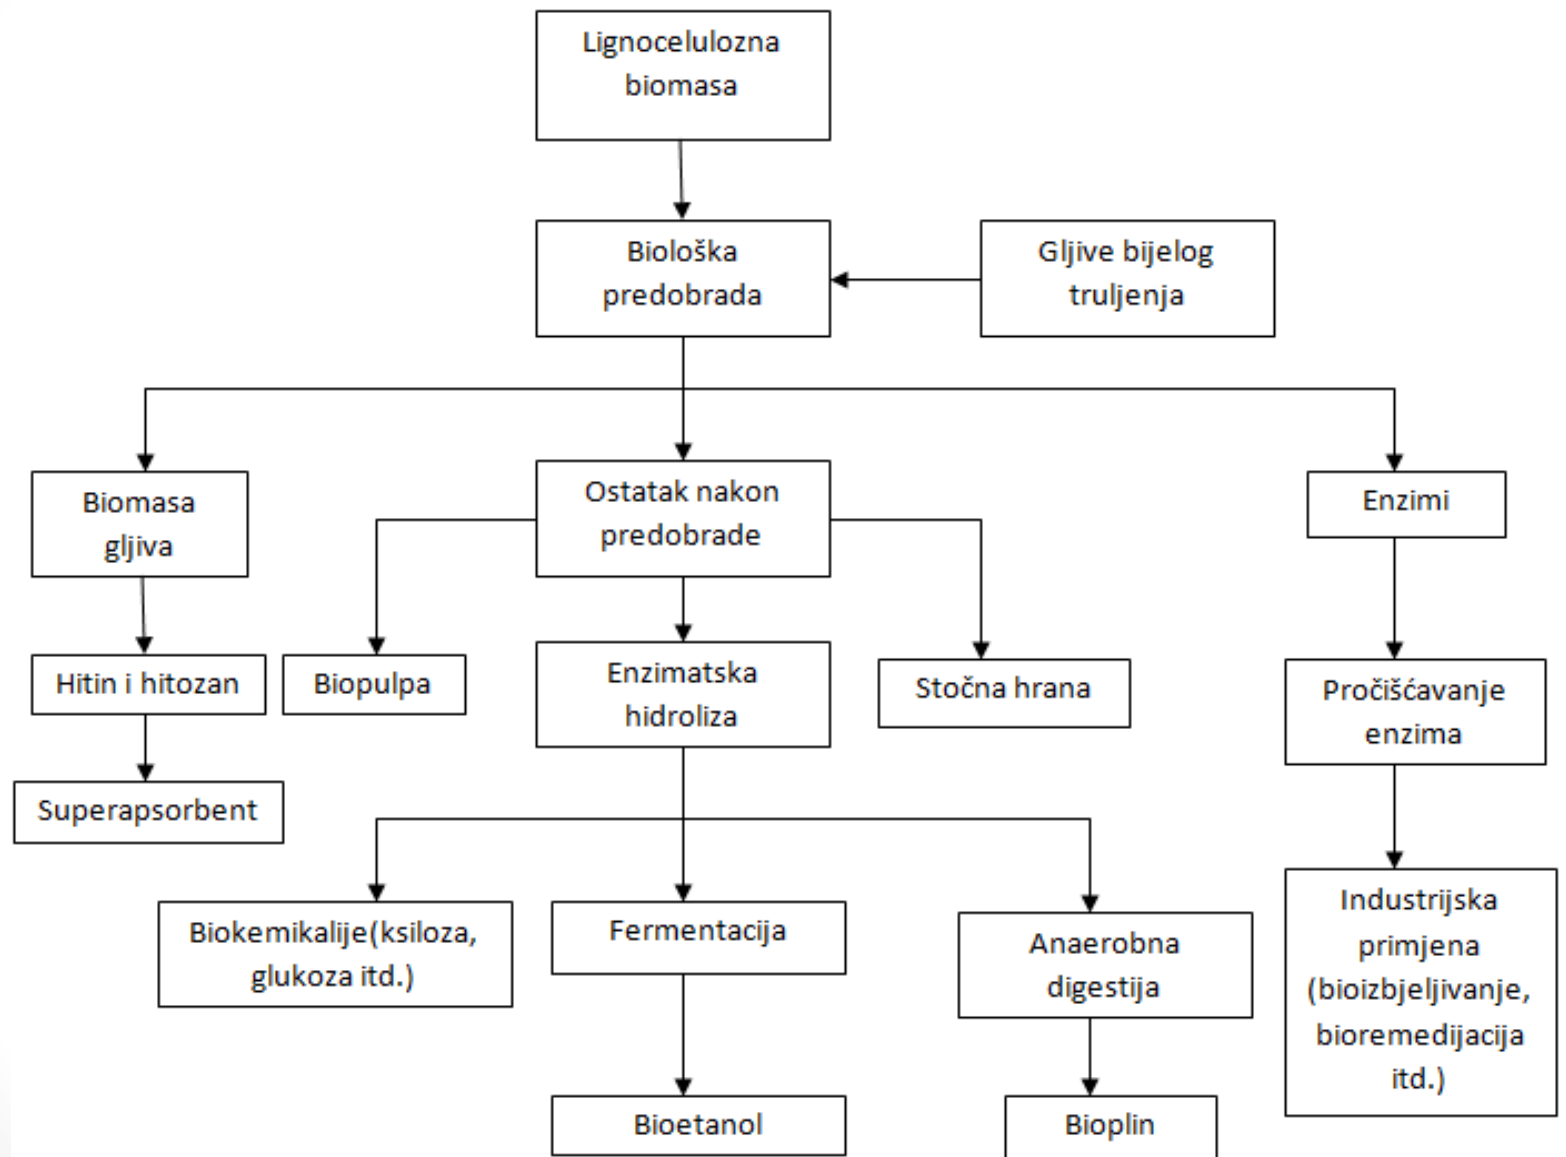 Lignocelulozna
biomasa
Biološka
predobrada
Gljive bijelog
truljenja
Biomasa
gljiva
Ostatak nakon
predobrade
Enzimi
Hitin i hitozan
Biopulpa
Enzimatska
hidroliza
Stočna hrana
Pročišćavanje
enzima
Superapsorbent
Biokemikalije(ksiloza,
glukoza itd.)
Fermentacija
Anaerobna
digestija
Industrijska
primjena
(bioizbjeljivanje,
bioremedijacija
itd.)
Bioetanol
Bioplin